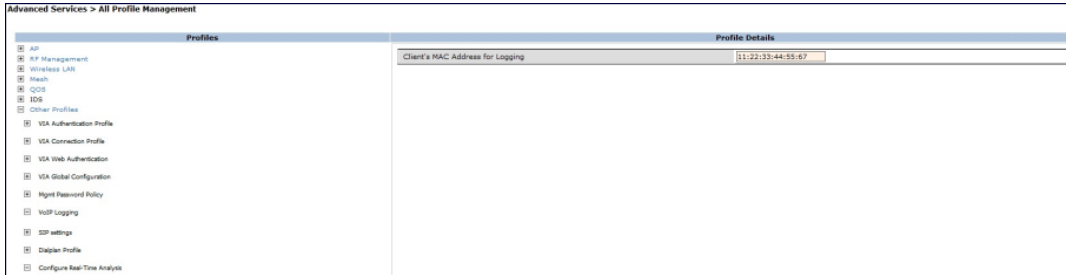 Advanced Services > All Profile Management
Profiles
AP
RF Management
Wireless LAN
Mesh
QOS
IDS
Other Profiles
VIA Authentication Profile
VIA Connection Profile
VIA Web Authentication
VIA Global Configuration
Mgmt Password Policy
VoIP Logging
SIP settings
Dialplan Profile
Configure Real-Time Analysis
Profile Details
Client's MAC Address for Logging 11:22:33:44:55:67